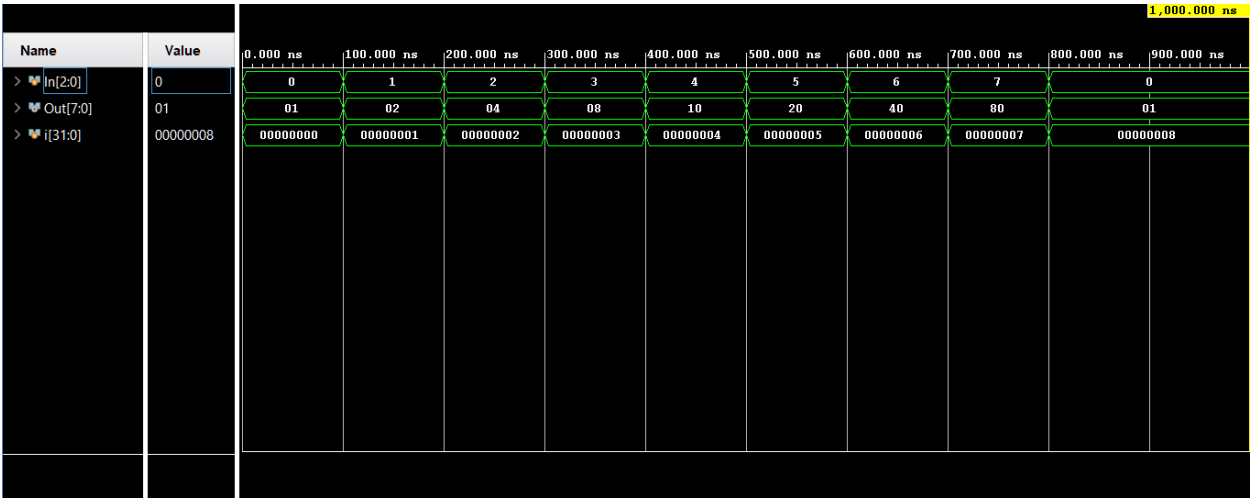 1,000.000 ns
Name Value 0.000 ns 100.000 ns 200.000 ns 300.000 ns 400.000 ns 500.000 ns 600.000 ns 700.000 ns 800.000 ns 900.000 ns
In[2:0] 0 0 1 2 3 4 5 6 7 0
Out[7:0] 01 01 02 04 08 10 20 40 80 01
i[31:0] 00000008 00000000 00000001 00000002 00000003 00000004 00000005 00000006 00000007 00000008